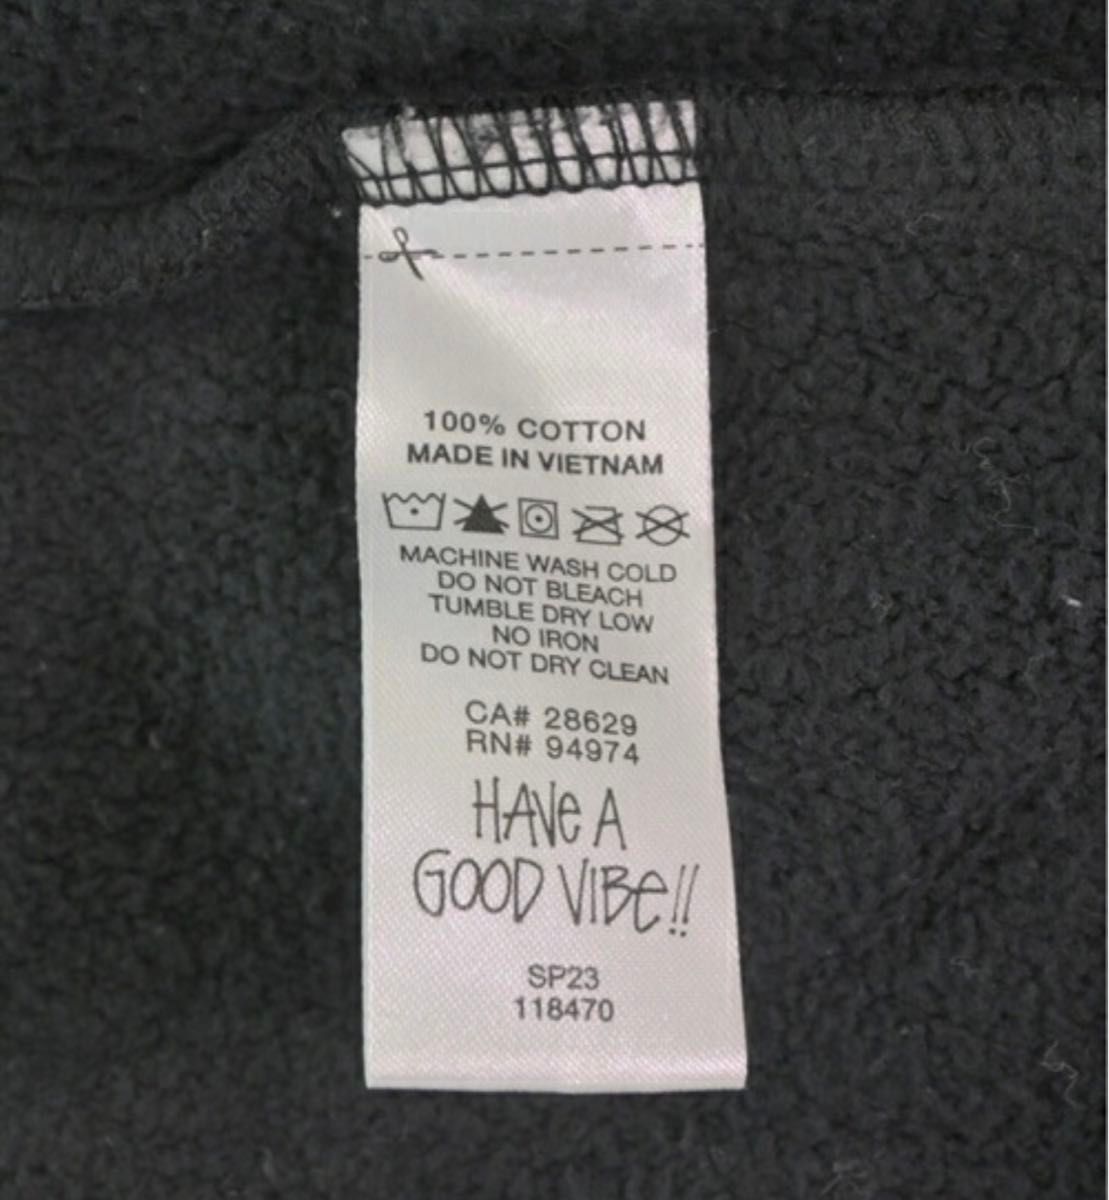 100% COTTON
MADE IN VIETNAM
MACHINE WASH COLD
DO NOT BLEACH
TUMBLE DRY LOW
NO IRON
DO NOT DRY CLEAN
CA# 28629
RN# 94974
HAVe A
GOOD VIBe!!
SP23
118470